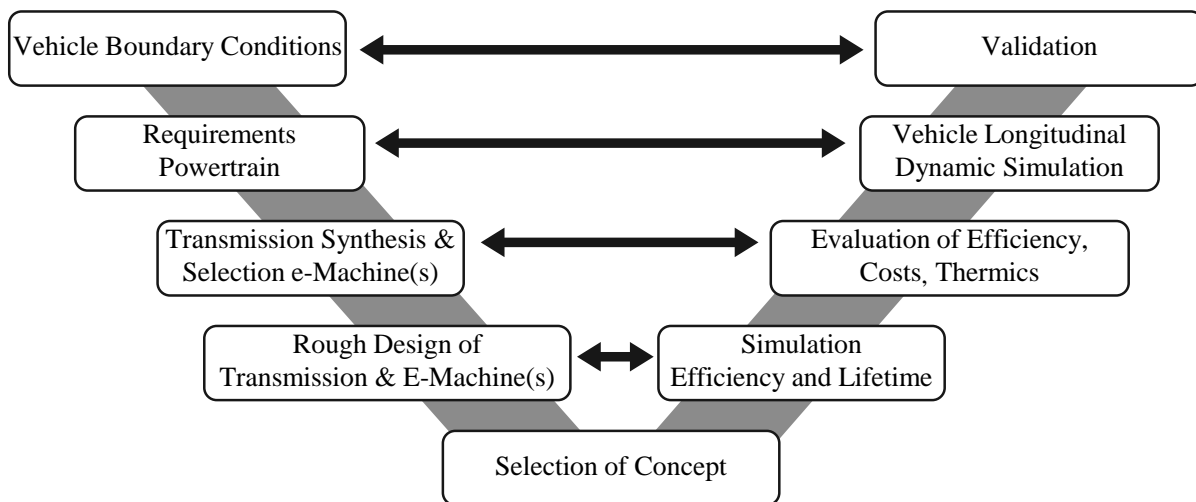 Vehicle Boundary Conditions
Validation
Requirements
Powertrain
Vehicle Longitudinal
Dynamic Simulation
Transmission Synthesis &
Selection e-Machine(s)
Evaluation of Efficiency,
Costs, Thermics
Rough Design of
Transmission & E-Machine(s)
Simulation
Efficiency and Lifetime
Selection of Concept